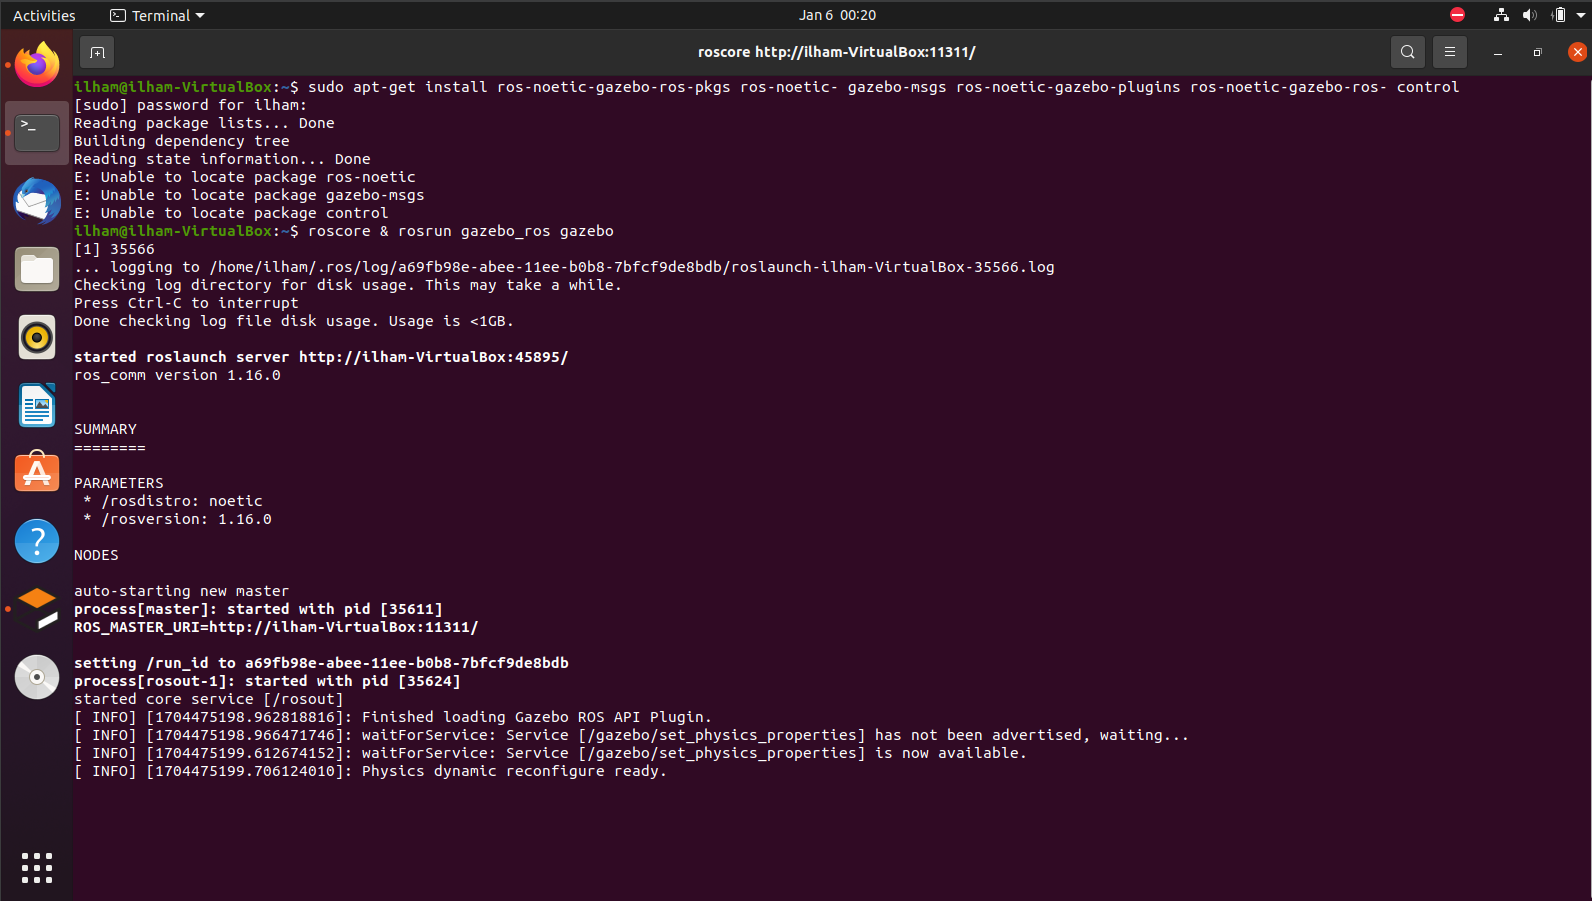 Activities
Terminal
Jan 6 00:20
roscore http://ilham-VirtualBox:11311/
ilham@ilham-VirtualBox:~$ sudo apt-get install ros-noetic-gazebo-ros-pkgs ros-noetic- gazebo-msgs ros-noetic-gazebo-plugins ros-noetic-gazebo-ros- control
[sudo] password for ilham:
Reading package lists... Done
Building dependency tree
Reading state information... Done
E: Unable to locate package ros-noetic
E: Unable to locate package gazebo-msgs
E: Unable to locate package control
ilham@ilham-VirtualBox:~$ roscore & rosrun gazebo_ros gazebo
[1] 35566
... logging to /home/ilham/.ros/log/a69fb98e-abee-11ee-b0b8-7bfcf9de8bdb/roslaunch-ilham-VirtualBox-35566.log
Checking log directory for disk usage. This may take a while.
Press Ctrl-C to interrupt
Done checking log file disk usage. Usage is <1GB.
started roslaunch server http://ilham-VirtualBox:45895/
ros_comm version 1.16.0
SUMMARY
========
PARAMETERS
* /rosdistro: noetic
* /rosversion: 1.16.0
NODES
auto-starting new master
process[master]: started with pid [35611]
ROS_MASTER_URI=http://ilham-VirtualBox:11311/
setting /run_id to a69fb98e-abee-11ee-b0b8-7bfcf9de8bdb
process[rosout-1]: started with pid [35624]
started core service [/rosout]
[ INFO] [1704475198.962818816]: Finished loading Gazebo ROS API Plugin.
[ INFO] [1704475198.966471746]: waitForService: Service [/gazebo/set_physics_properties] has not been advertised, waiting...
[ INFO] [1704475199.612674152]: waitForService: Service [/gazebo/set_physics_properties] is now available.
[ INFO] [1704475199.706124010]: Physics dynamic reconfigure ready.